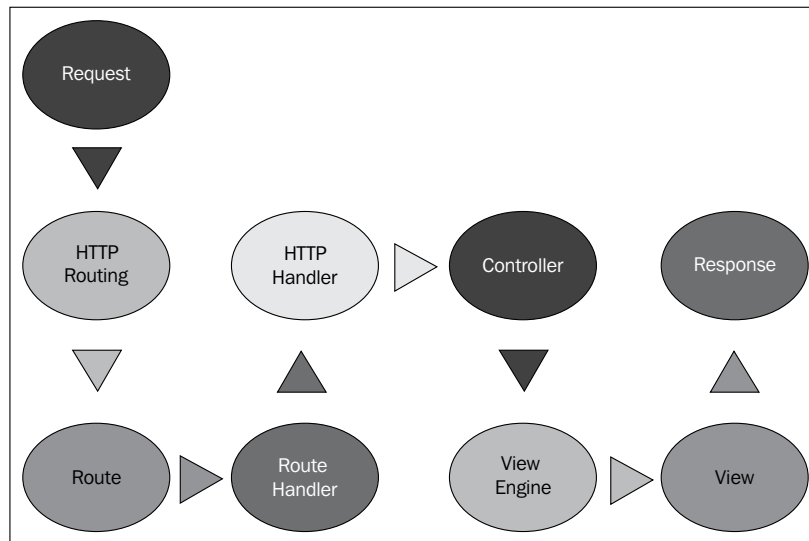 Request
HTTP
Routing
HTTP
Handler
Controller
Response
Route
Route
Handler
View
Engine
View